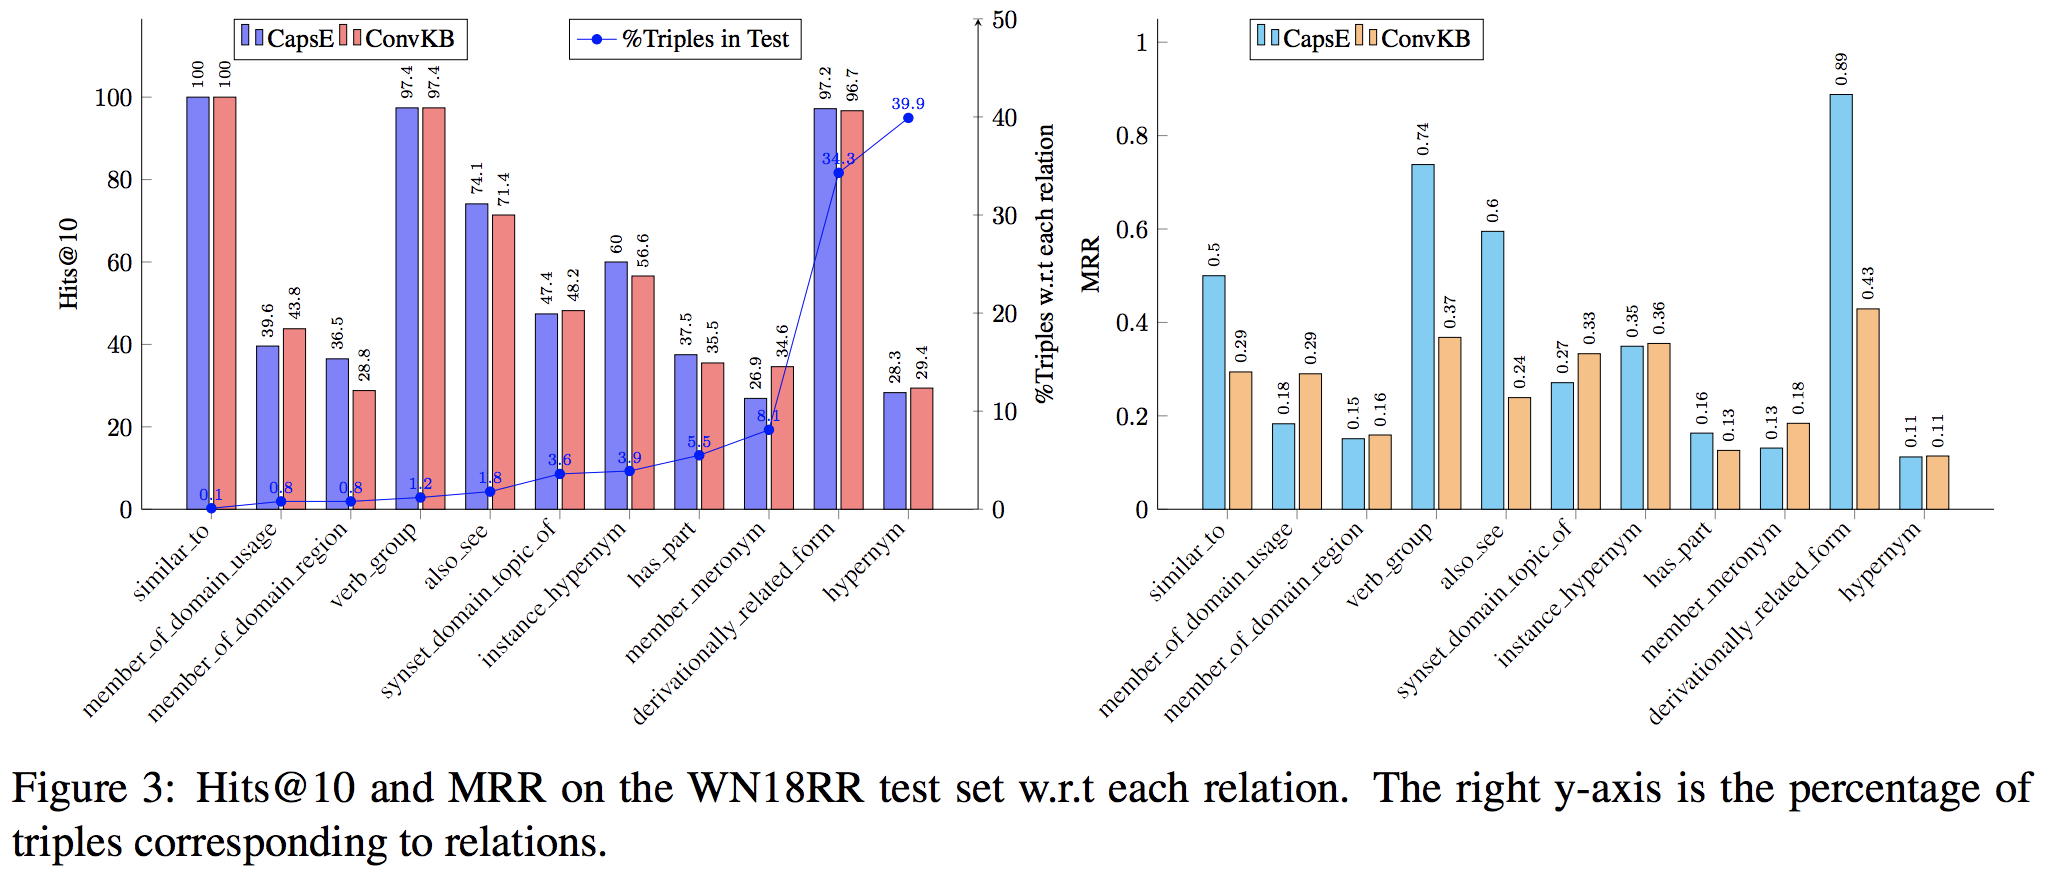 CapsE ConvKB
%Triples in Test
Hits@10
0
20
40
60
80
100
100 100
39.6 43.8
36.5 28.8
97.4 97.4
74.1 71.4
47.4 48.2
60 56.6
37.5 35.5
26.9 34.6
97.2 96.7
28.3 29.4
0.1 0.8 0.8 1.2 1.8 3.6 3.9 5.5 8.1 34.3 39.9
similar_to
member_of_domain_usage
member_of_domain_region
verb_group
also_see
synset_domain_topic_of
instance_hypernym
has_part
member_meronym
derivationally_related_form
hypernym
0
10
20
30
40
50
%Triples w.r.t each relation
CapsE ConvKB
MRR
0
0.2
0.4
0.6
0.8
1
0.5 0.29
0.18 0.29
0.15 0.16
0.74 0.37
0.6 0.24
0.27 0.33
0.35 0.36
0.16 0.13
0.13 0.18
0.89 0.43
0.11 0.11
similar_to
member_of_domain_usage
member_of_domain_region
verb_group
also_see
synset_domain_topic_of
instance_hypernym
has_part
member_meronym
derivationally_related_form
hypernym
Figure 3: Hits@10 and MRR on the WN18RR test set w.r.t each relation. The right y-axis is the percentage of
triples corresponding to relations.